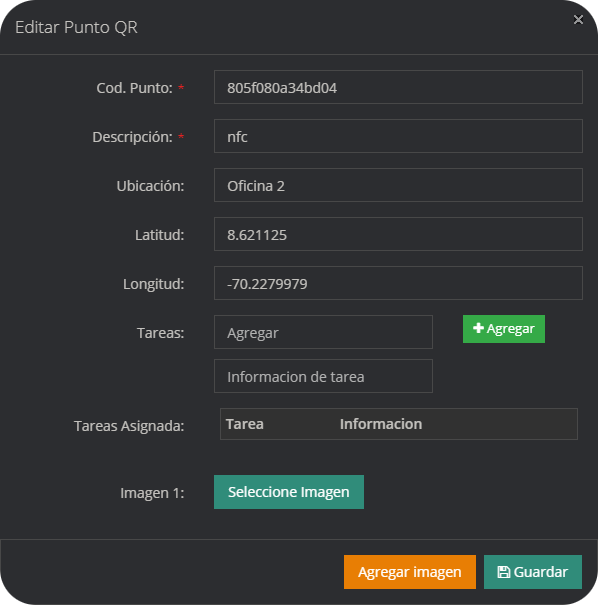 Editar Punto QR ×
Cod. Punto: * 805f080a34bd04
Descripción: * nfc
Ubicación: Oficina 2
Latitud: 8.621125
Longitud: -70.2279979
Tareas: Agregar + Agregar
Informacion de tarea
Tareas Asignada: Tarea Informacion
Imagen 1: Seleccione Imagen
Agregar imagen Guardar